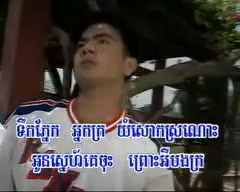 ទឹកភ្នែក អ្នកក្រ យំសោកស្រណោះ
អូនស្នេហ៍គេចុះ ព្រោះអីបងក្រ